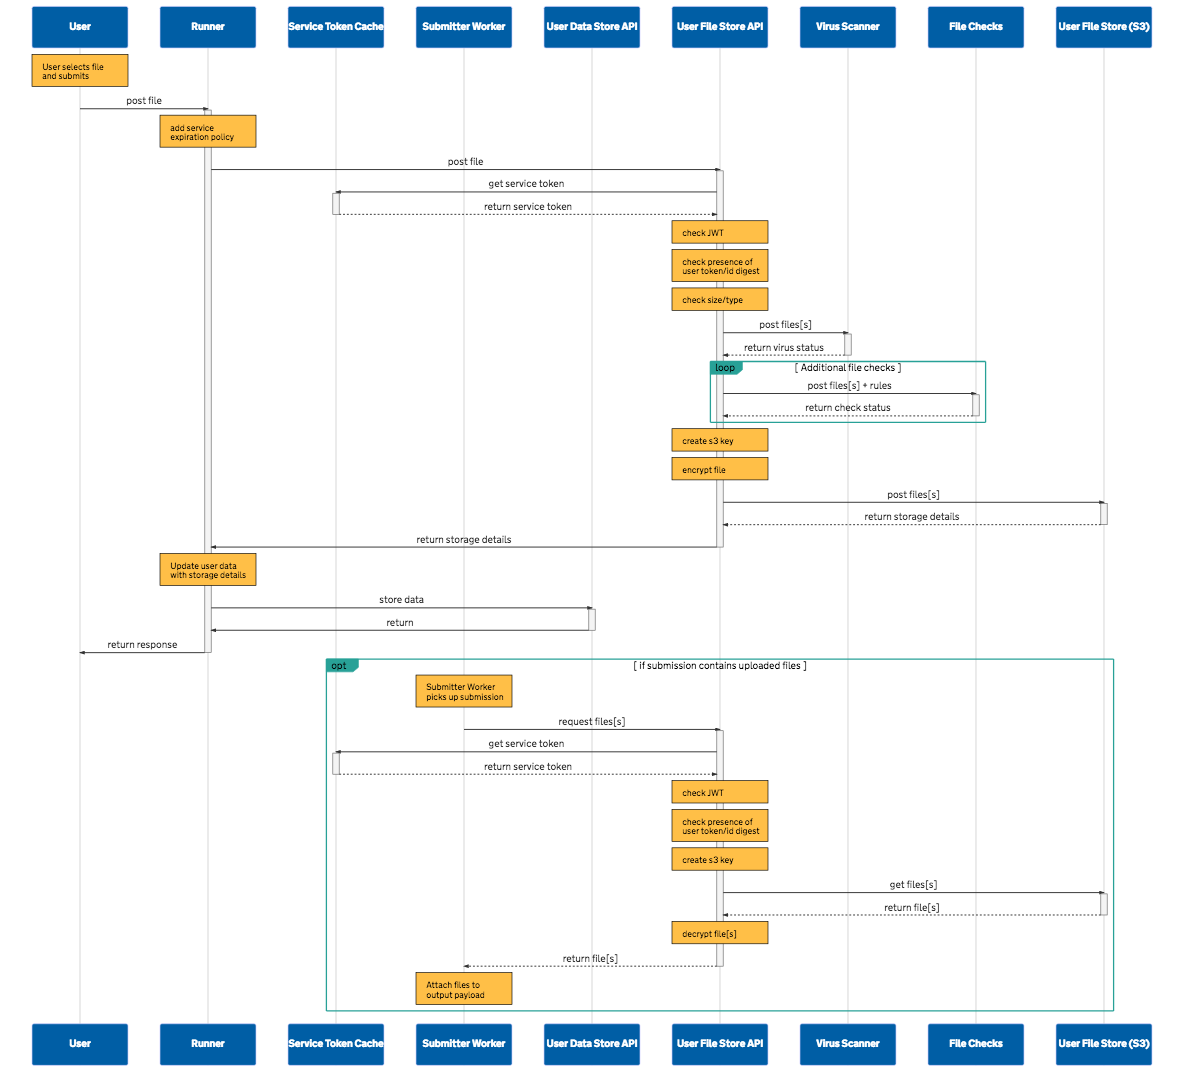 User
Runner
Service Token Cache
Submitter Worker
User Data Store API
User File Store API
Virus Scanner
File Checks
User File Store (S3)
User selects file
and submits
post file
add service
expiration policy
post file
get service token
return service token
check JWT
check presence of
user token/id digest
check size/type
post files[s]
return virus status
loop
[ Additional file checks ]
post files[s] + rules
return check status
create s3 key
encrypt file
post files[s]
return storage details
return storage details
Update user data
with storage details
store data
return
return response
opt
[ if submission contains uploaded files ]
Submitter Worker
picks up submission
request files[s]
get service token
return service token
check JWT
check presence of
user token/id digest
create s3 key
get files[s]
return file[s]
decrypt file[s]
return file[s]
Attach files to
output payload
User
Runner
Service Token Cache
Submitter Worker
User Data Store API
User File Store API
Virus Scanner
File Checks
User File Store (S3)